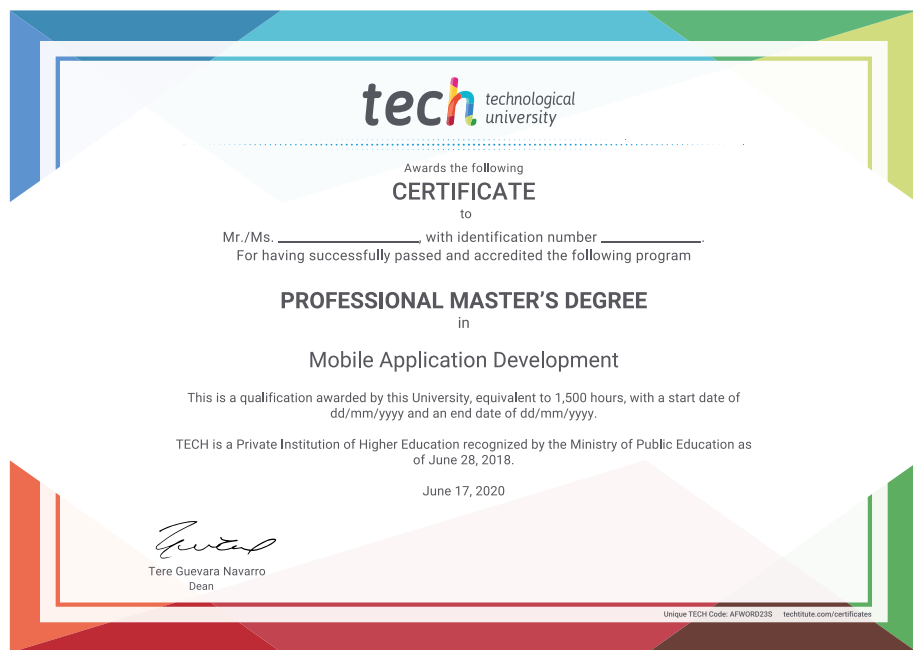 tech technological
university
Awards the following
CERTIFICATE
to
Mr./Ms. ____________________, with identification number ______________.
For having successfully passed and accredited the following program
PROFESSIONAL MASTER'S DEGREE
in
Mobile Application Development
This is a qualification awarded by this University, equivalent to 1,500 hours, with a start date of
dd/mm/yyyy and an end date of dd/mm/yyyy.
TECH is a Private Institution of Higher Education recognized by the Ministry of Public Education as
of June 28, 2018.
June 17, 2020
Tere Guevara Navarro
Dean
Unique TECH Code: AFWORD23S techtitute.com/certificates